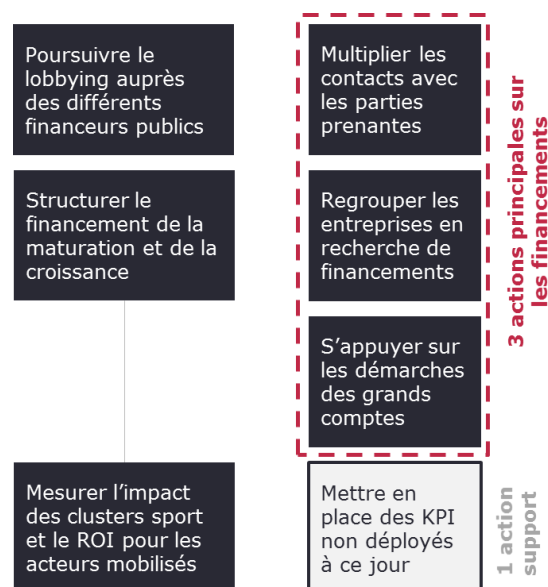 Poursuivre le
lobbying auprès
des différents
financeurs publics
Multiplier les
contacts avec
les parties
prenantes
Structurer le
financement de la
maturation et de la
croissance
Regrouper les
entreprises en
recherche de
financements
S'appuyer sur
les démarches
des grands
comptes
3 actions principales sur
les financements
Mesurer l'impact
des clusters sport
et le ROI pour les
acteurs mobilisés
Mettre en
place des KPI
non déployés
à ce jour
1 action
support